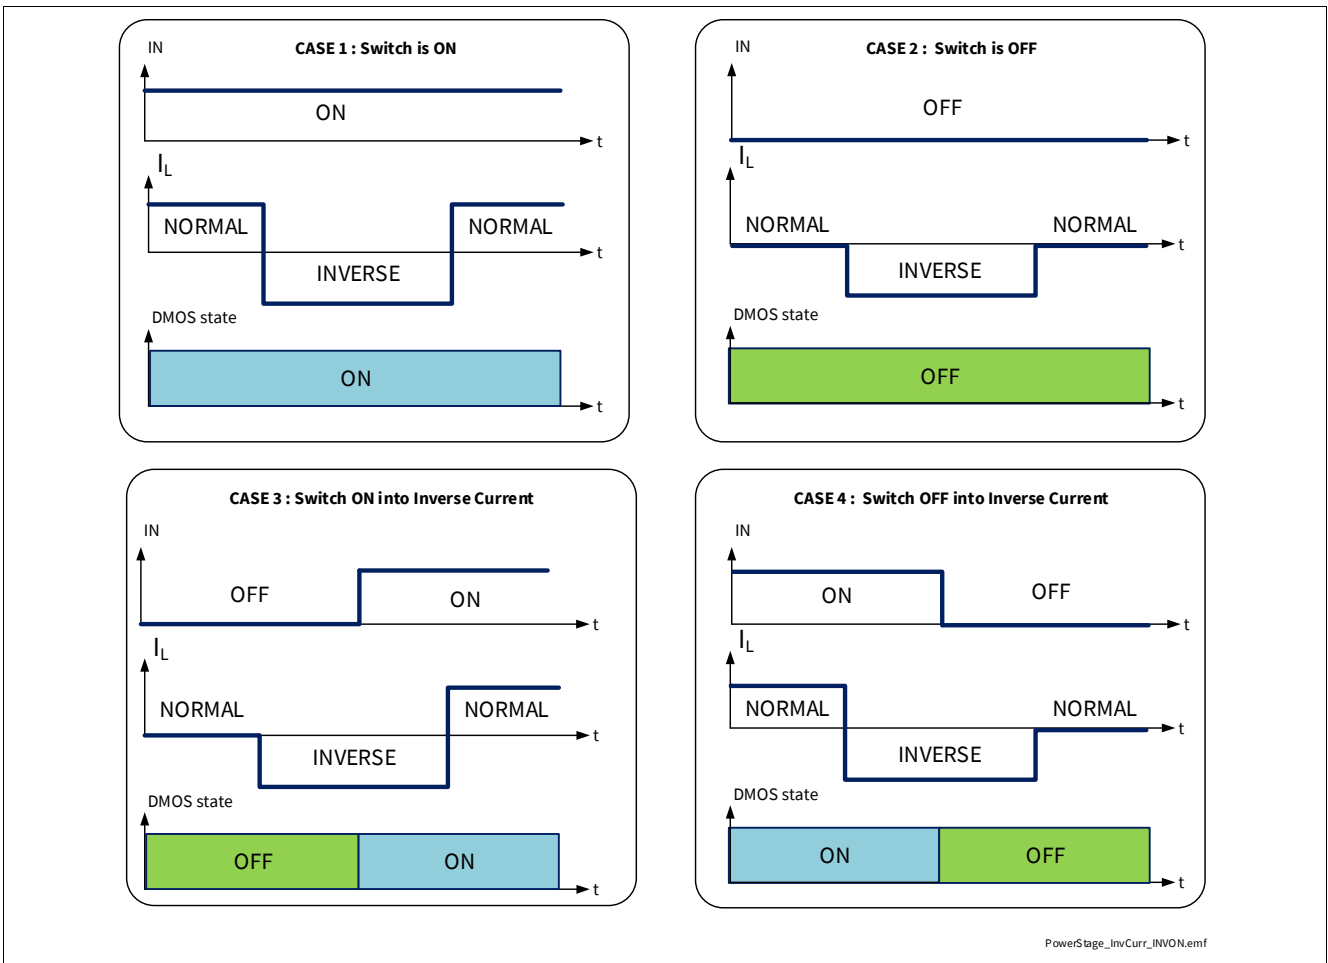 CASE 1 : Switch is ON
IN
ON
t
IL
NORMAL
NORMAL
INVERSE
t
DMOS state
ON
t
CASE 2 : Switch is OFF
IN
OFF
t
IL
NORMAL
NORMAL
INVERSE
t
DMOS state
OFF
t
CASE 3 : Switch ON into Inverse Current
IN
OFF
ON
t
IL
NORMAL
NORMAL
INVERSE
t
DMOS state
OFF
ON
t
CASE 4 : Switch OFF into Inverse Current
IN
ON
OFF
t
IL
NORMAL
NORMAL
INVERSE
t
DMOS state
ON
OFF
t
PowerStage_InvCurr_INVON.emf